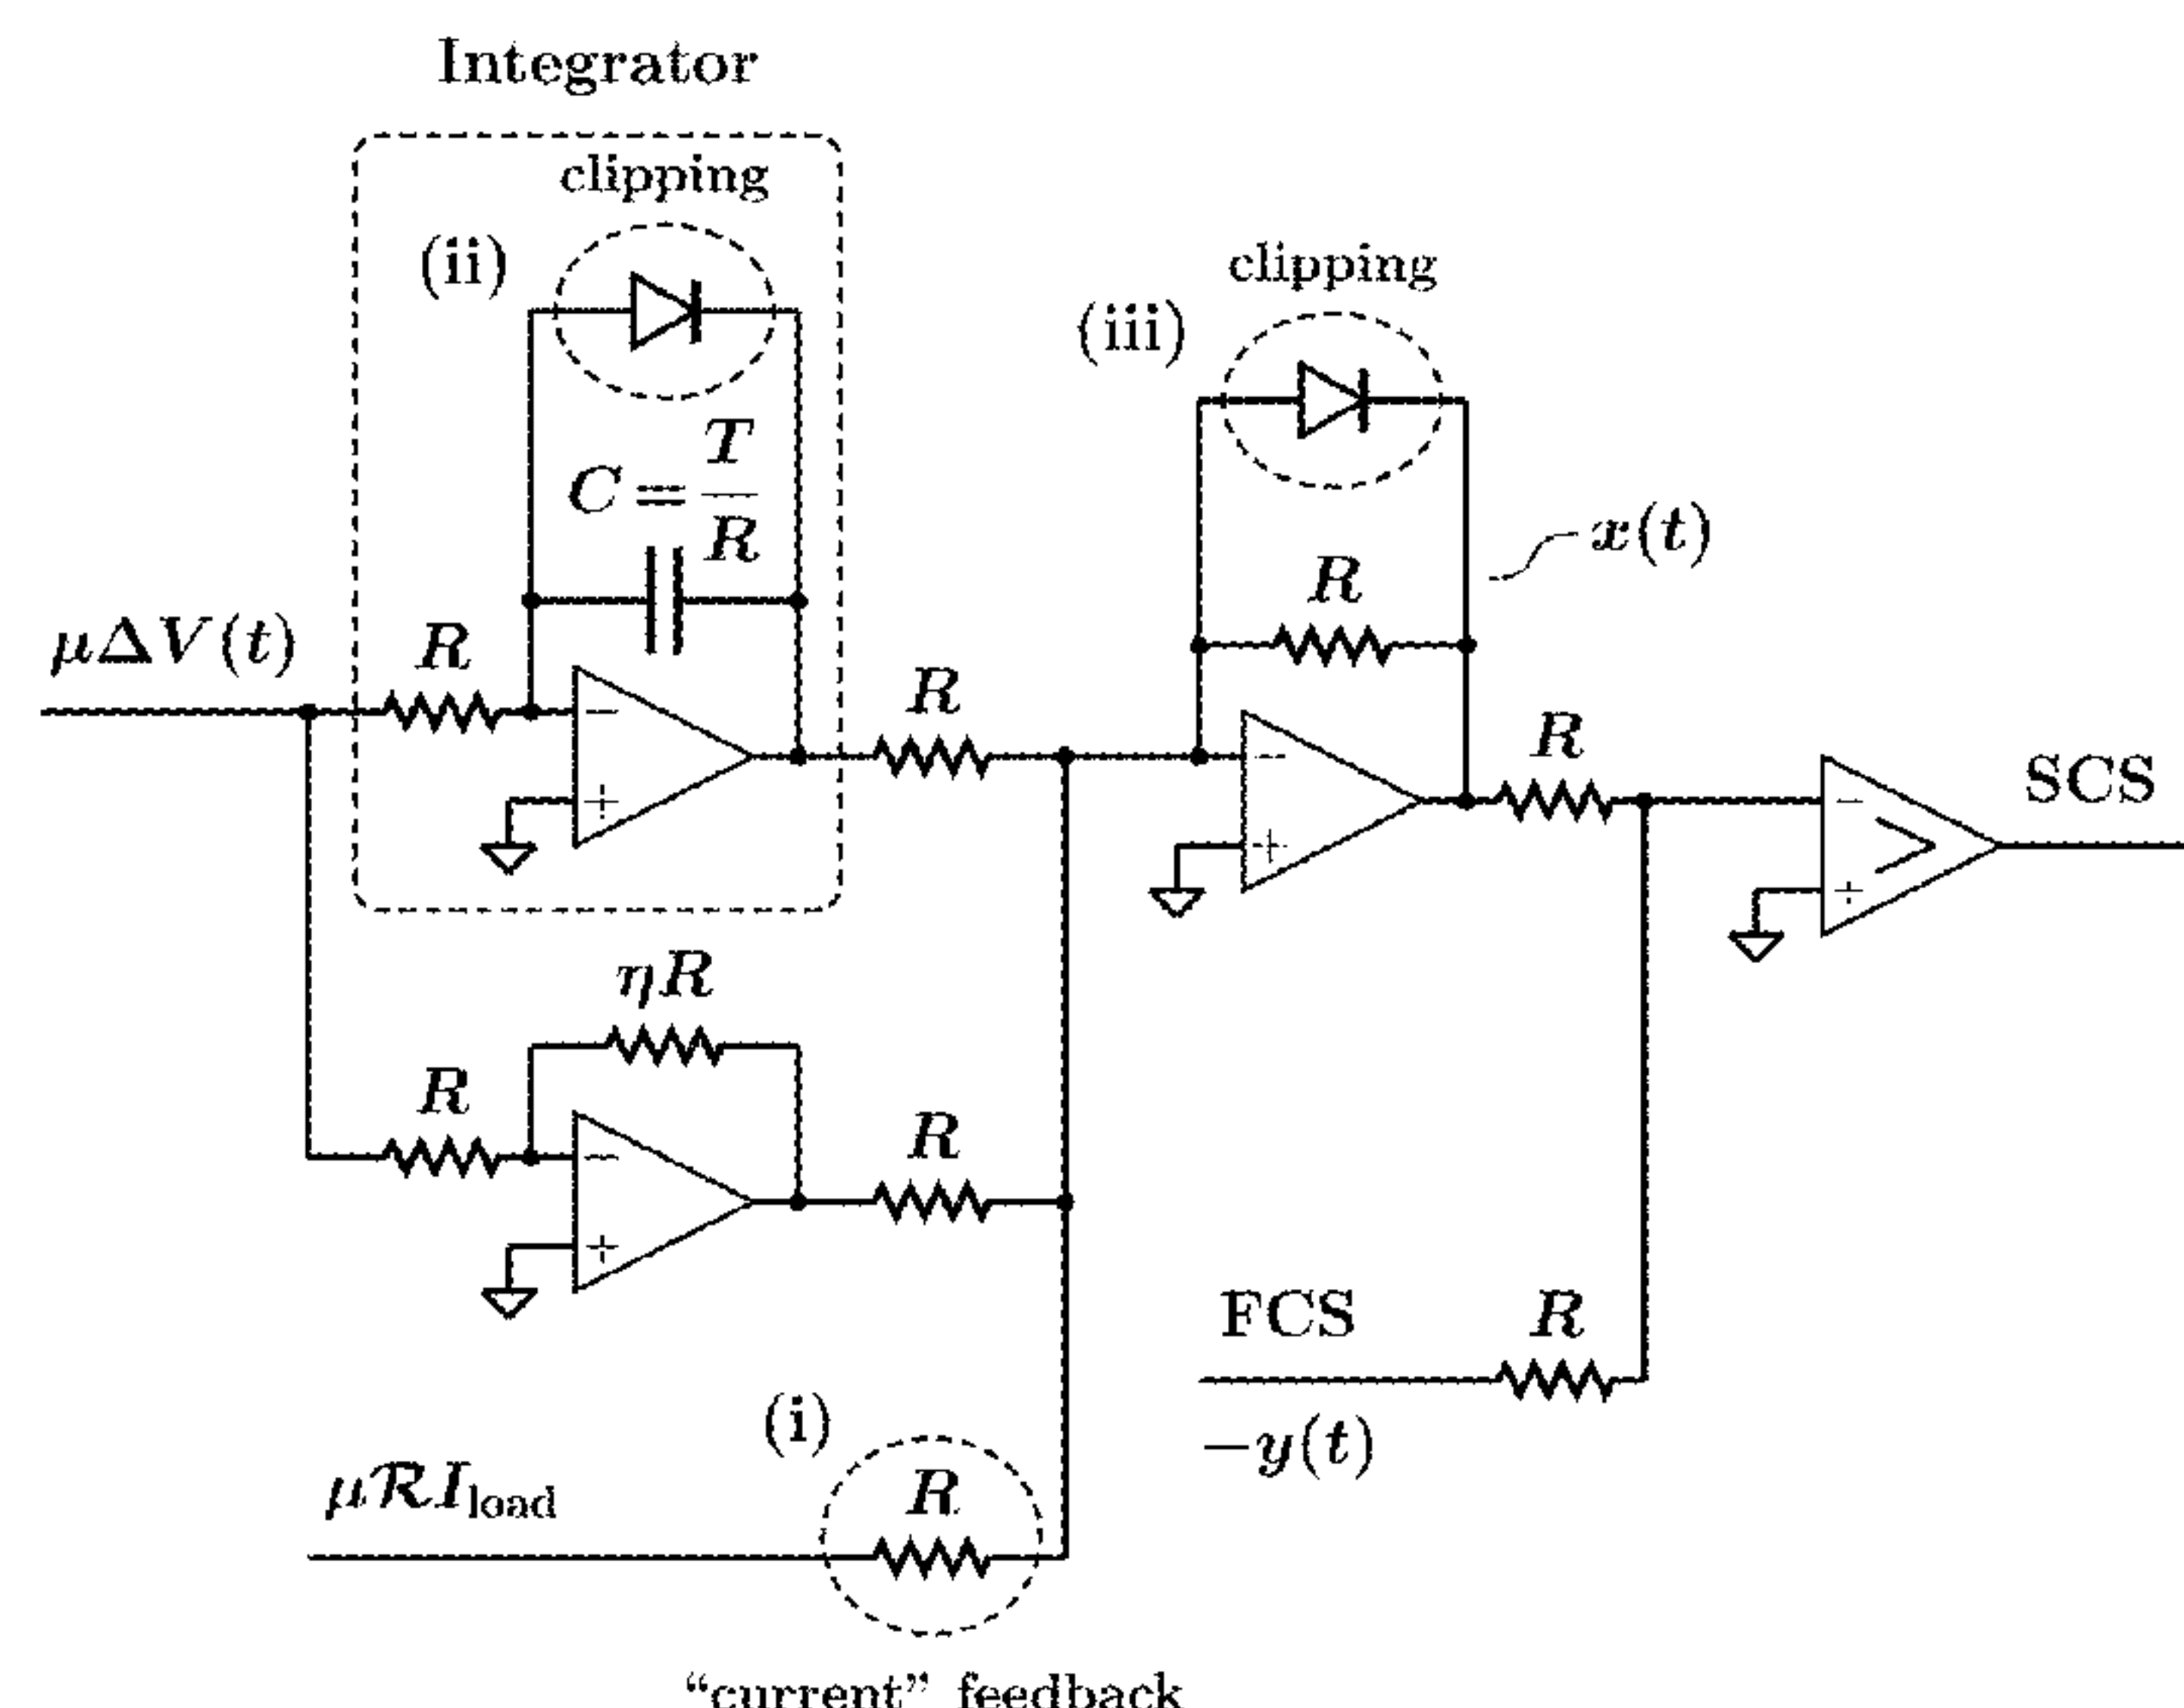 Integrator
clipping
(ii)
clipping
(iii)
C = T/R
x(t)
R
μΔV(t)
R
R
R
−
−
SCS
−
+
>
+
+
ηR
R
R
−
+
FCS
R
(i)
−y(t)
μℛI_load
R
“current” feedback